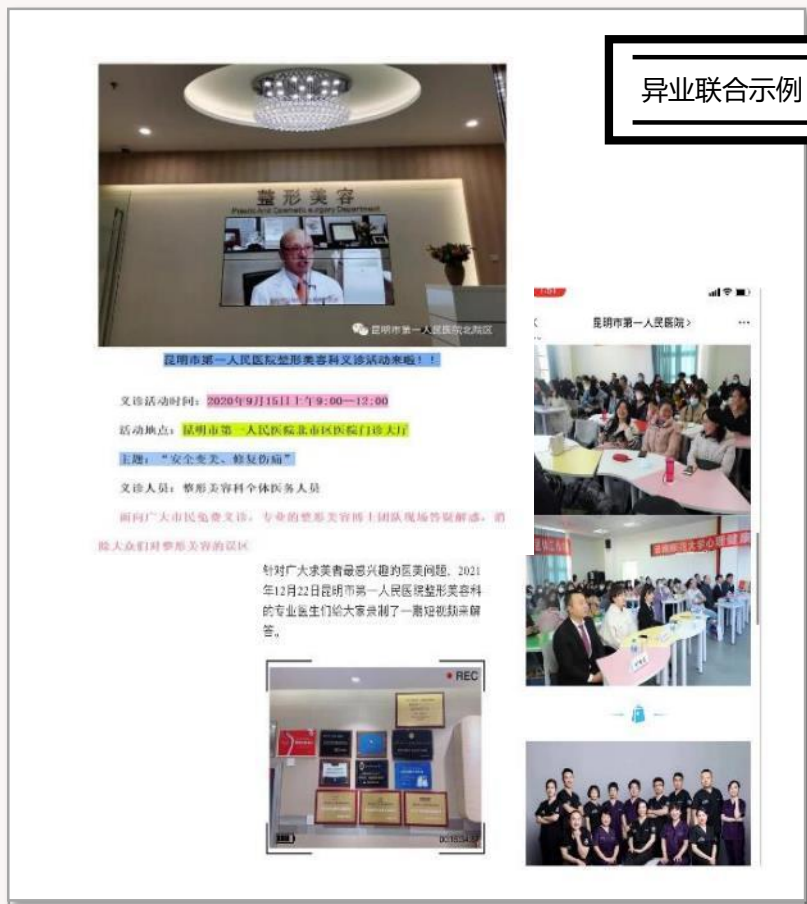 异业联合示例
整形美容
Plastic And Cosmetic surgery Department
昆明市第一人民医院北院区
昆明市第一人民医院整形美容科义诊活动来啦！！
义诊活动时间：2020年9月15日上午9:00—12:00
活动地点：昆明市第一人民医院北市区医院门诊大厅
主题：“安全变美、修复伤痛”
义诊人员：整形美容科全体医务人员
面向广大市民免费义诊，专业的整形美容博士团队现场答疑解惑，消
除大众们对整形美容的误区
针对广大求美者最感兴趣的医美问题，2021
年12月22日昆明市第一人民医院整形美容科
的专业医生们给大家录制了一期短视频来解
答。
REC
昆明市第一人民医院>
大学心理健康